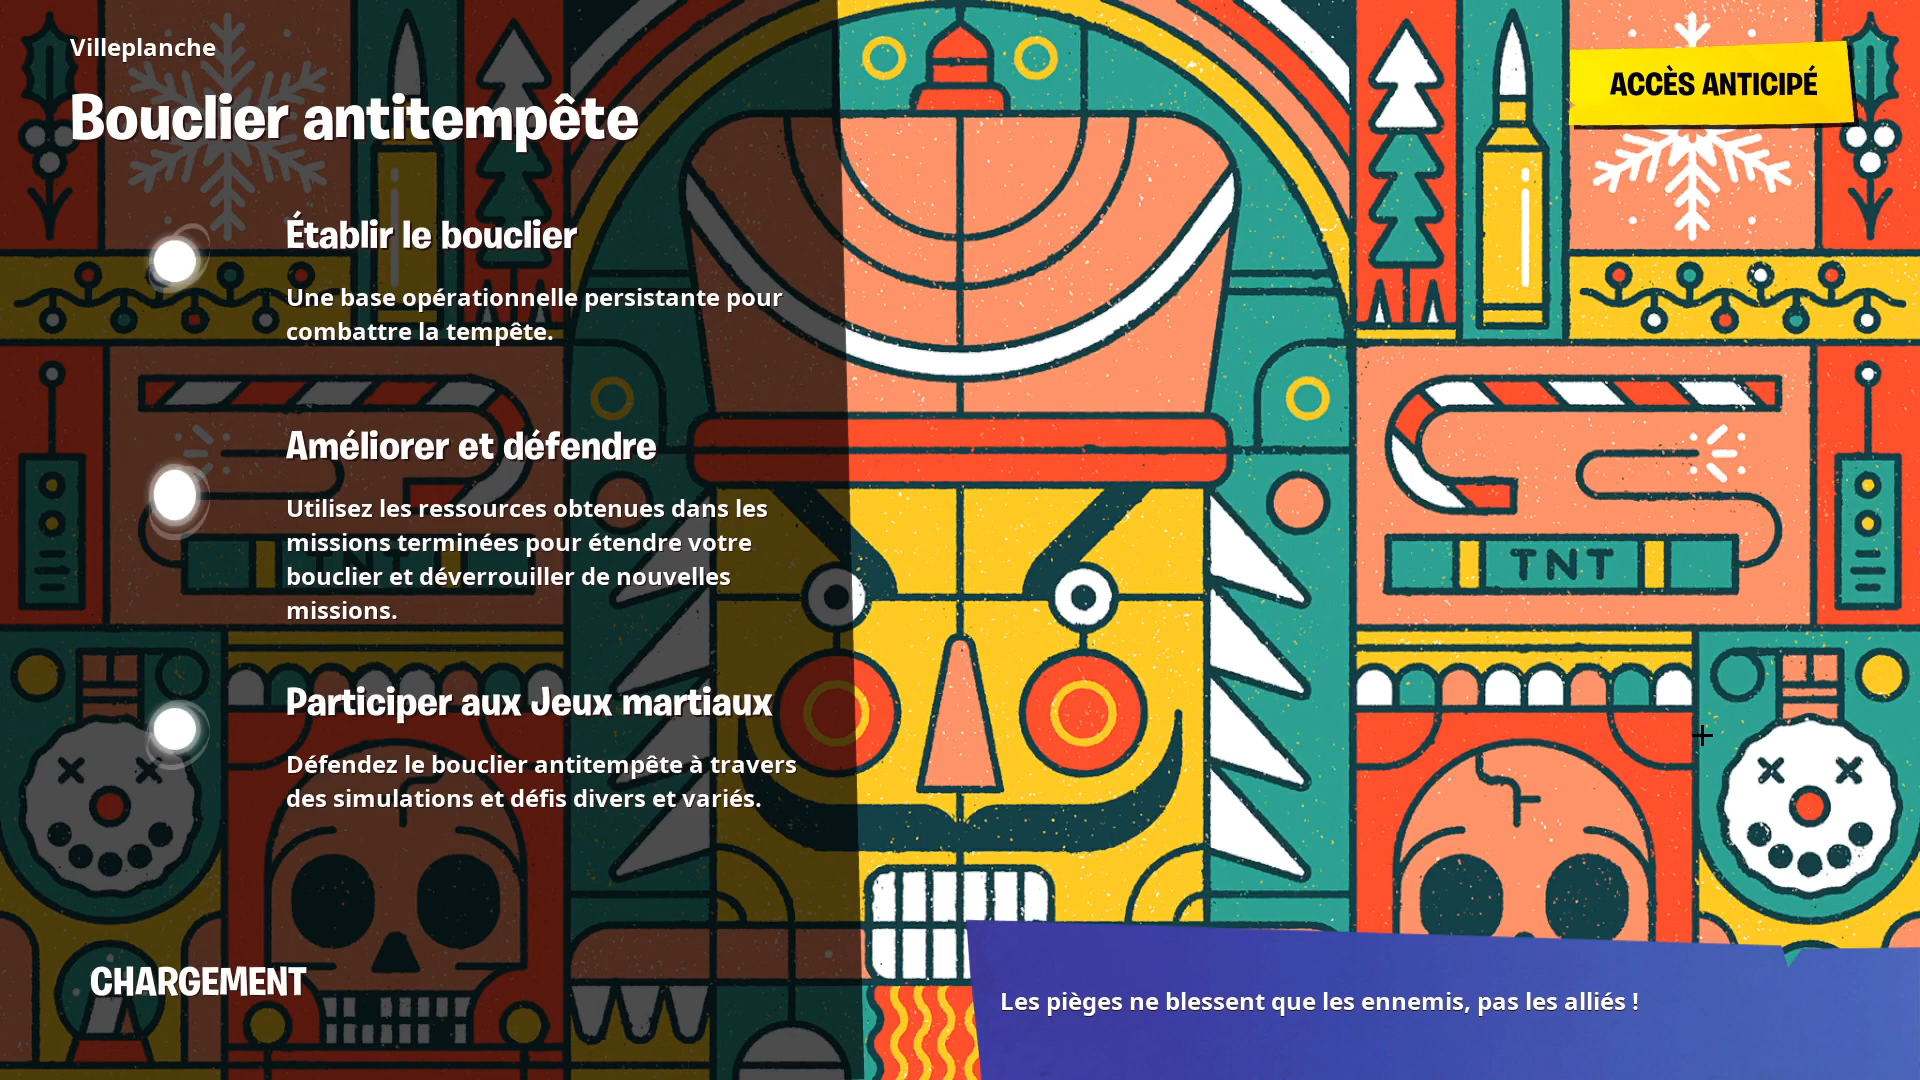 Villeplanche
Bouclier antitempête
ACCÈS ANTICIPÉ
Établir le bouclier
Une base opérationnelle persistante pour
combattre la tempête.
Améliorer et défendre
Utilisez les ressources obtenues dans les
missions terminées pour étendre votre
bouclier et déverrouiller de nouvelles
missions.
TNT
TNT
Participer aux Jeux martiaux
Défendez le bouclier antitempête à travers
des simulations et défis divers et variés.
CHARGEMENT
Les pièges ne blessent que les ennemis, pas les alliés !